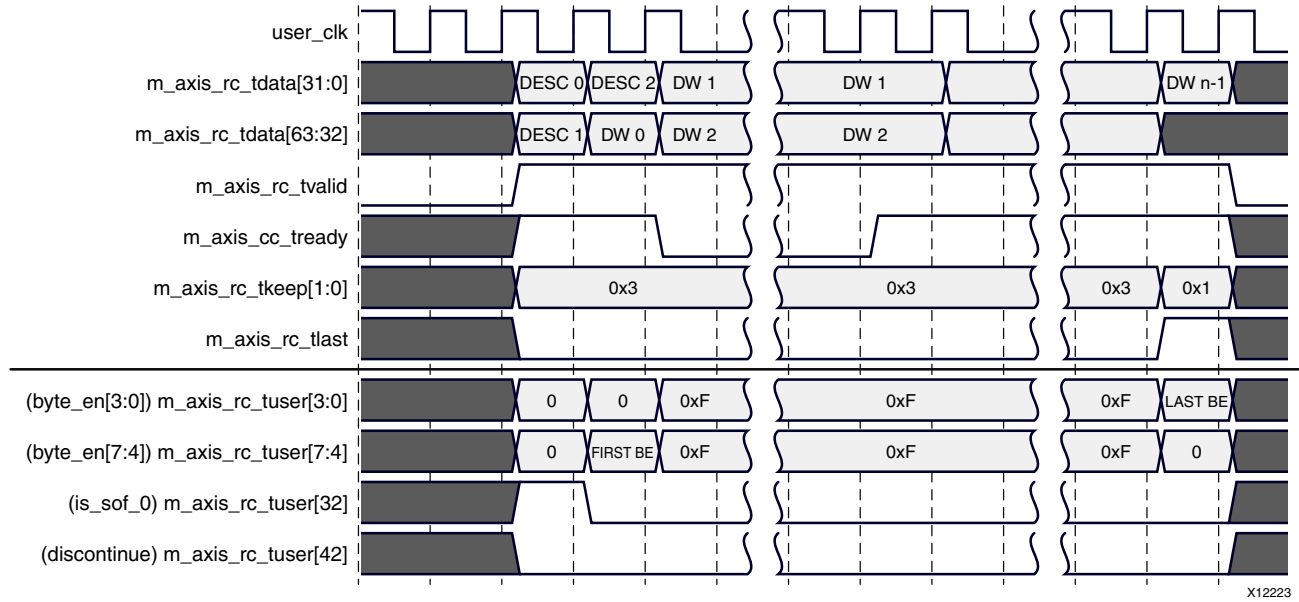 user_clk
m_axis_rc_tdata[31:0] DESC 0 DESC 2 DW 1 DW 1 DW n-1
m_axis_rc_tdata[63:32] DESC 1 DW 0 DW 2 DW 2
m_axis_rc_tvalid
m_axis_cc_tready
m_axis_rc_tkeep[1:0] 0x3 0x3 0x3 0x1
m_axis_rc_tlast
(byte_en[3:0]) m_axis_rc_tuser[3:0] 0 0 0xF 0xF 0xF LAST BE
(byte_en[7:4]) m_axis_rc_tuser[7:4] 0 FIRST BE 0xF 0xF 0xF 0
(is_sof_0) m_axis_rc_tuser[32]
(discontinue) m_axis_rc_tuser[42]
X12223